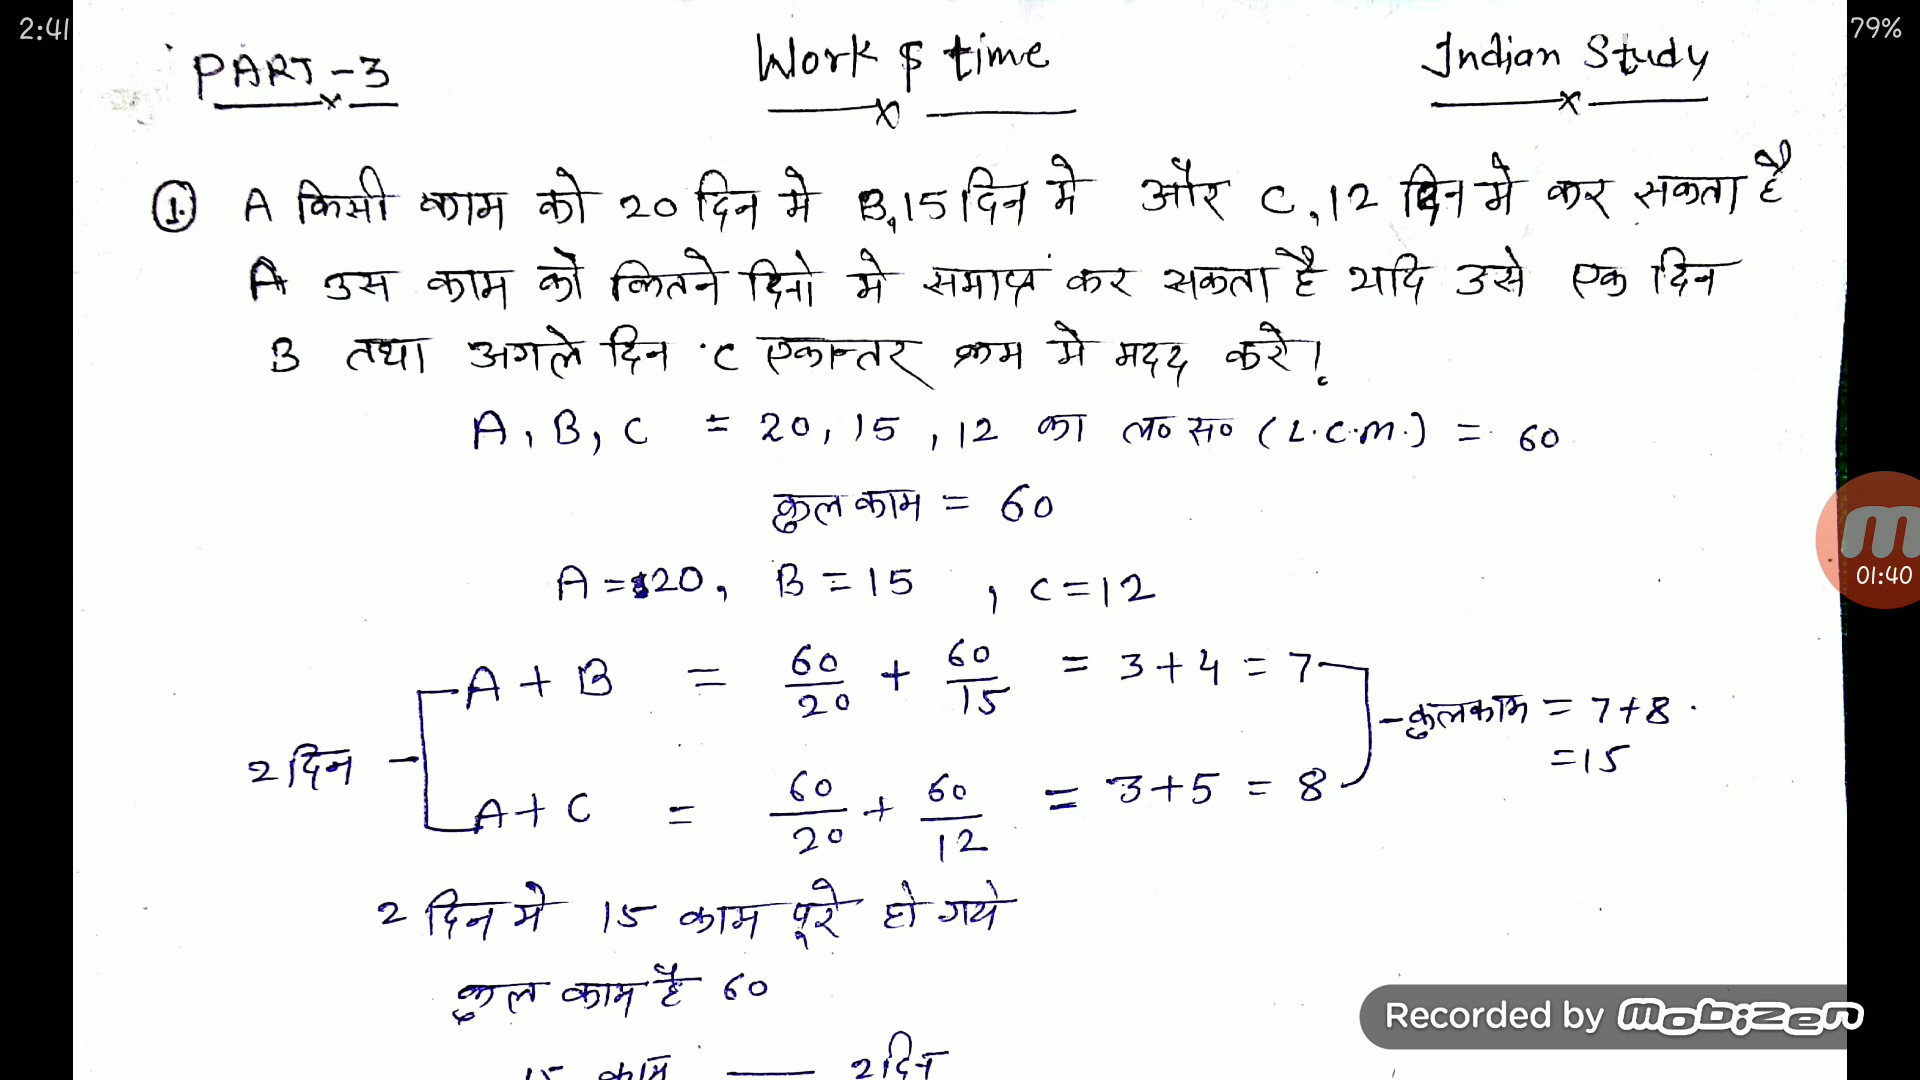 2:41
79%
PART-3
Work & time
Indian Study
1. A किसी काम को 20 दिन मे B,15 दिन मे और C,12 दिन मे कर सकता है
A उस काम को कितने दिनो मे समाप्त कर सकता है यदि उसे एक दिन
B तथा अगले दिन C एकान्तर क्रम मे मदद करे!
A, B, C = 20, 15, 12 का ल० स० (L.C.M.) = 60
कुल काम = 60
A = 20, B = 15, C = 12
01:40
A + B = 60/20 + 60/15 = 3+4 = 7
कुलकाम = 7+8
2 दिन
=15
A + C = 60/20 + 60/12 = 3+5 = 8
2 दिन मे 15 काम पूरे हो गये
कुल काम है 60
Recorded by mobizen
15 काम — 2 दिन